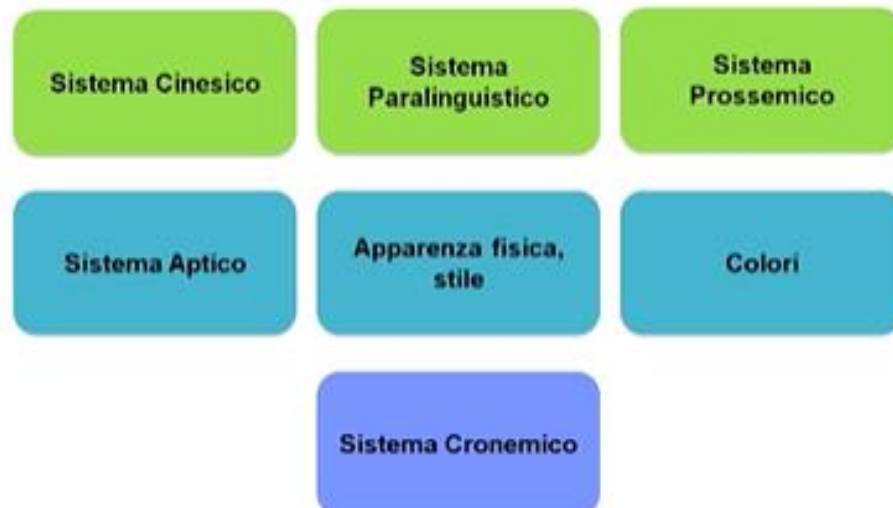 Sistema Cinesico
Sistema
Paralinguistico
Sistema
Prossemico
Sistema Aptico
Apparenza fisica,
stile
Colori
Sistema Cronemico